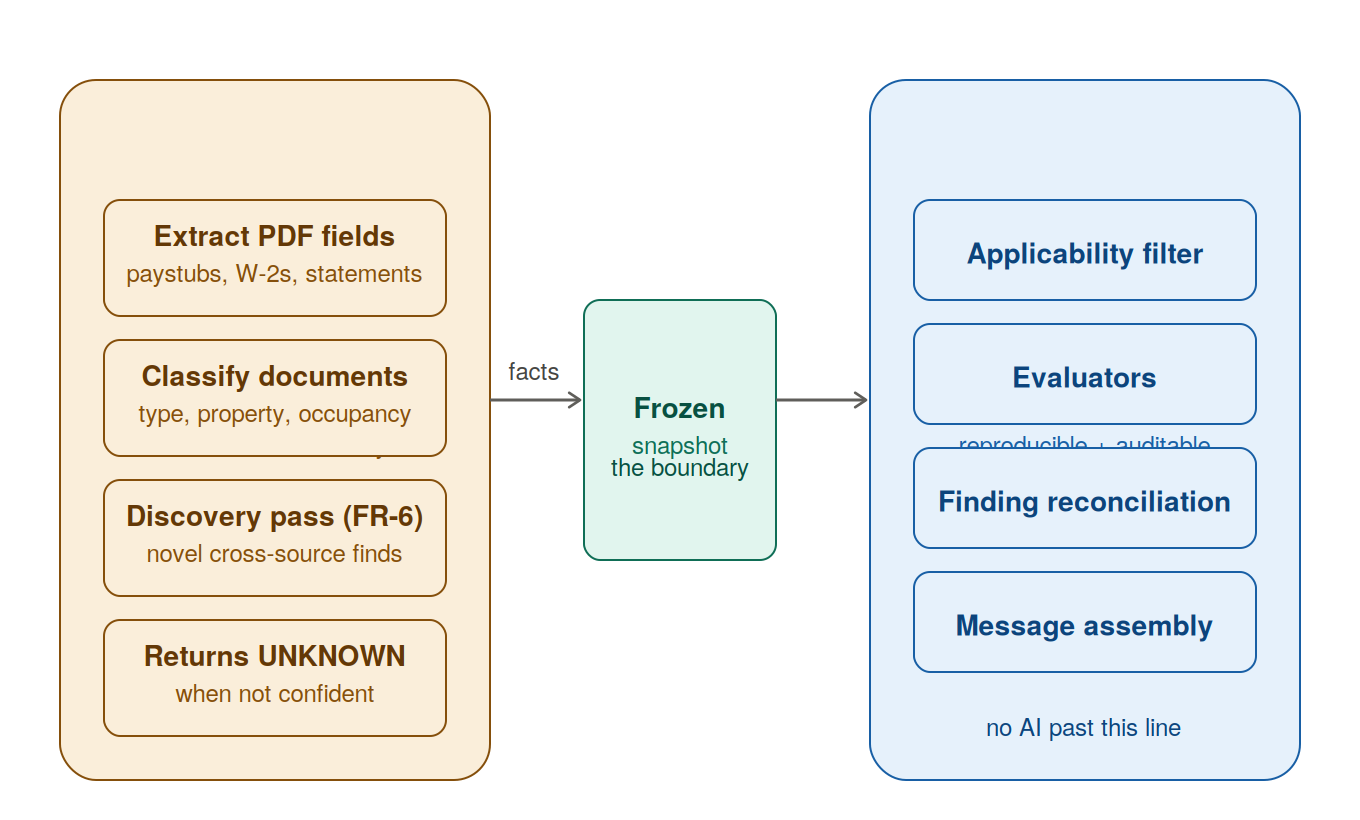 Extract PDF fields
paystubs, W-2s, statements
Classify documents
type, property, occupancy
Discovery pass (FR-6)
novel cross-source finds
Returns UNKNOWN
when not confident
facts
Frozen
snapshot
the boundary
Applicability filter
Evaluators
reproducible + auditable
Finding reconciliation
Message assembly
no AI past this line